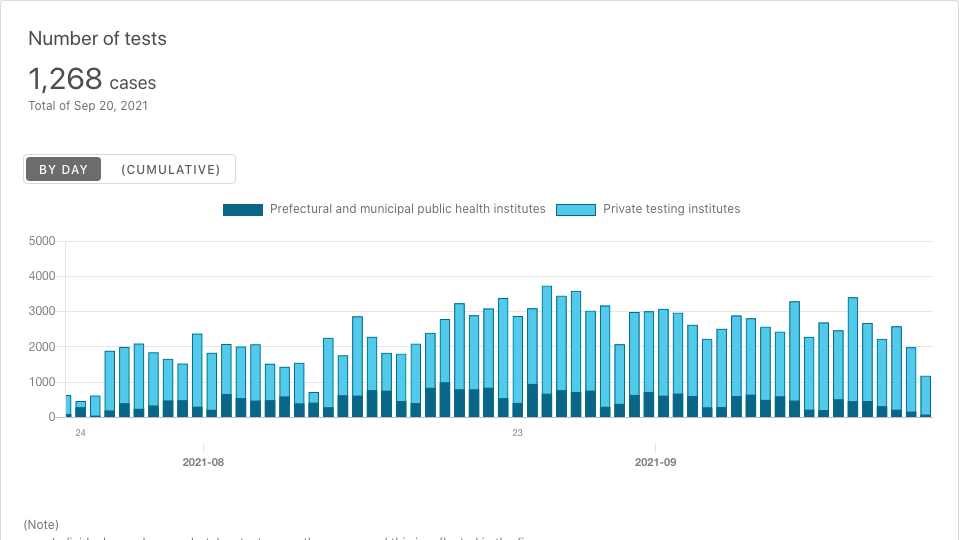 Number of tests
1,268 cases
Total of Sep 20, 2021
BY DAY (CUMULATIVE)
Prefectural and municipal public health institutes Private testing institutes
5000
4000
3000
2000
1000
0
24 23
2021-08 2021-09
(Note)